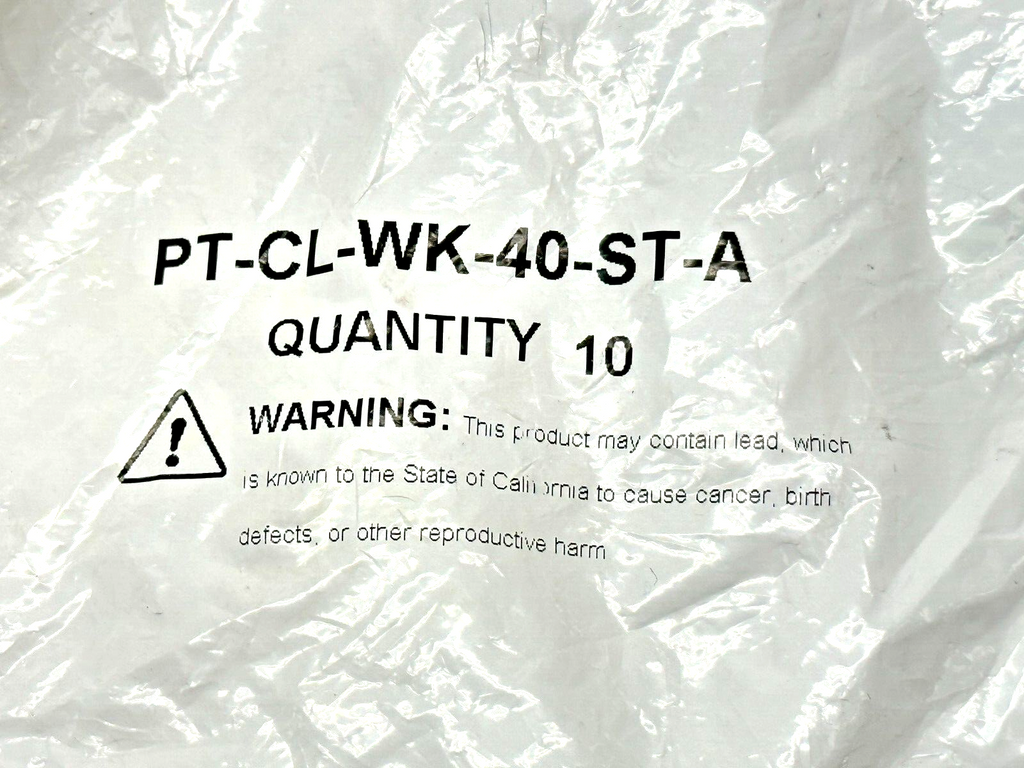 PT-CL-WK-40-ST-A
QUANTITY 10
WARNING: This product may contain lead, which
is known to the State of California to cause cancer, birth
defects, or other reproductive harm